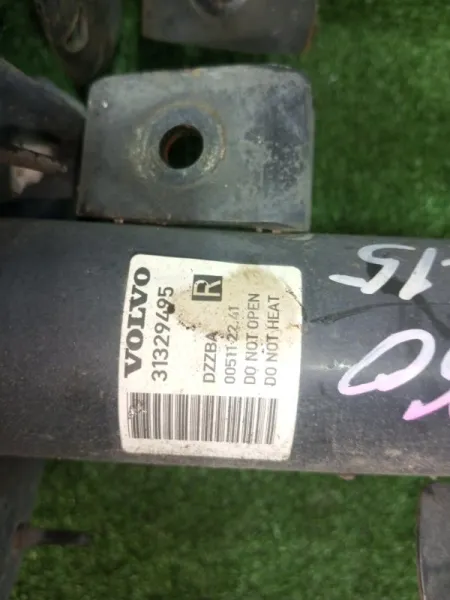 VOLVO
31329495
R
DZZBA
00511-22.41
DO NOT OPEN
DO NOT HEAT